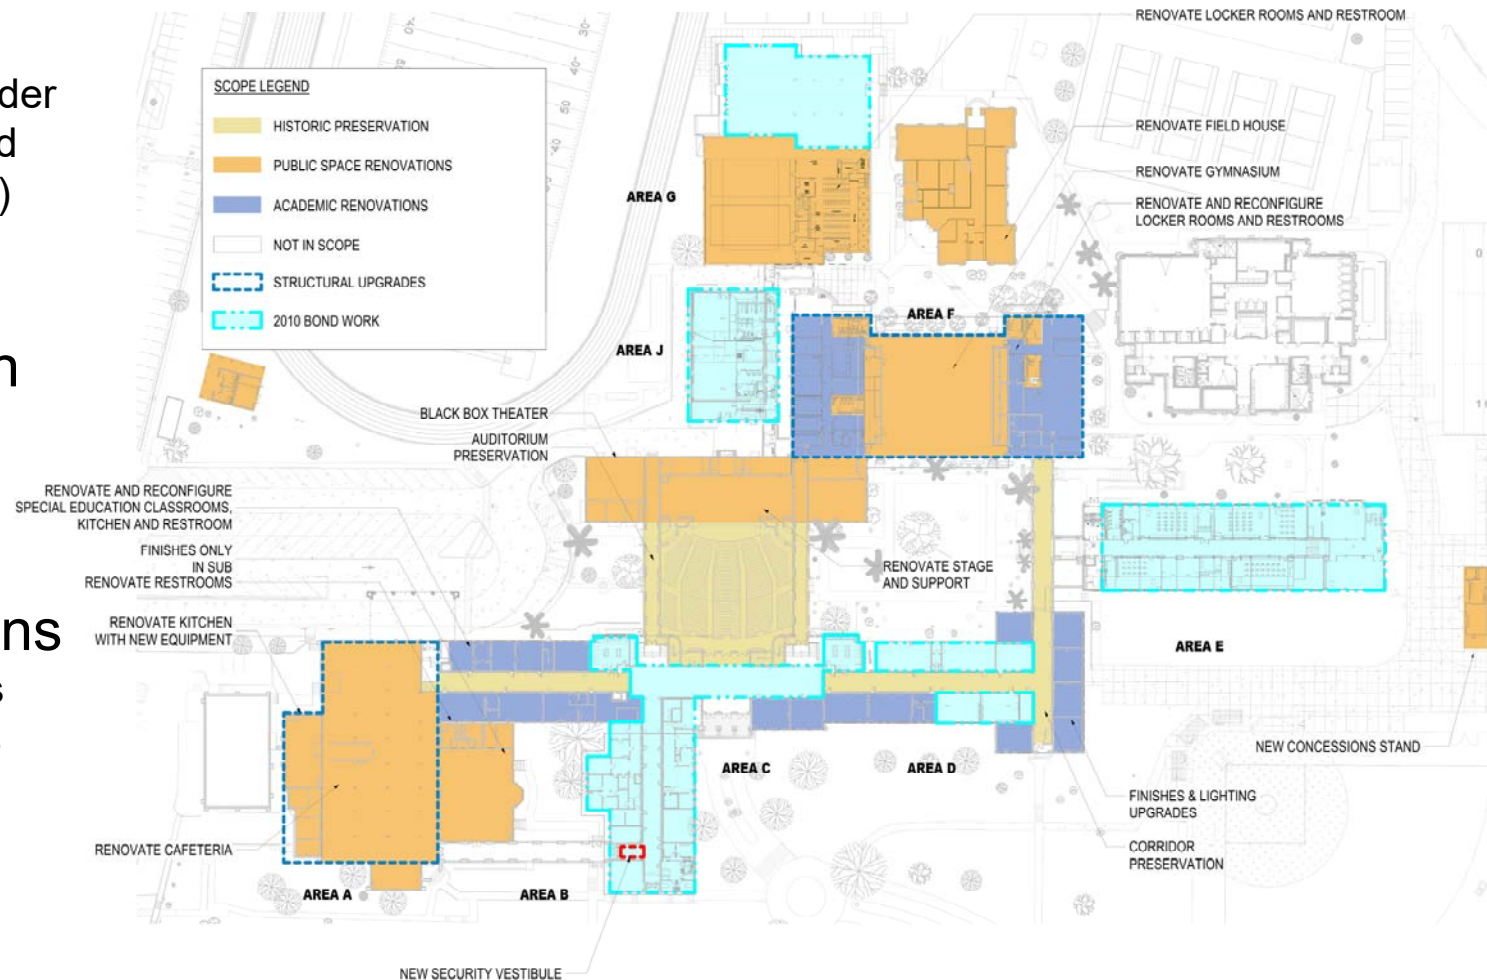 der
d
)
n
ns
s
SCOPE LEGEND
HISTORIC PRESERVATION
PUBLIC SPACE RENOVATIONS
ACADEMIC RENOVATIONS
NOT IN SCOPE
STRUCTURAL UPGRADES
2010 BOND WORK
RENOVATE LOCKER ROOMS AND RESTROOM
RENOVATE FIELD HOUSE
RENOVATE GYMNASIUM
RENOVATE AND RECONFIGURE
LOCKER ROOMS AND RESTROOMS
AREA G
AREA F
AREA J
BLACK BOX THEATER
AUDITORIUM
PRESERVATION
RENOVATE AND RECONFIGURE
SPECIAL EDUCATION CLASSROOMS,
KITCHEN AND RESTROOM
FINISHES ONLY
IN SUB
RENOVATE RESTROOMS
RENOVATE KITCHEN
WITH NEW EQUIPMENT
RENOVATE STAGE
AND SUPPORT
AREA E
NEW CONCESSIONS STAND
AREA C
AREA D
FINISHES & LIGHTING
UPGRADES
CORRIDOR
PRESERVATION
RENOVATE CAFETERIA
AREA A
AREA B
NEW SECURITY VESTIBULE